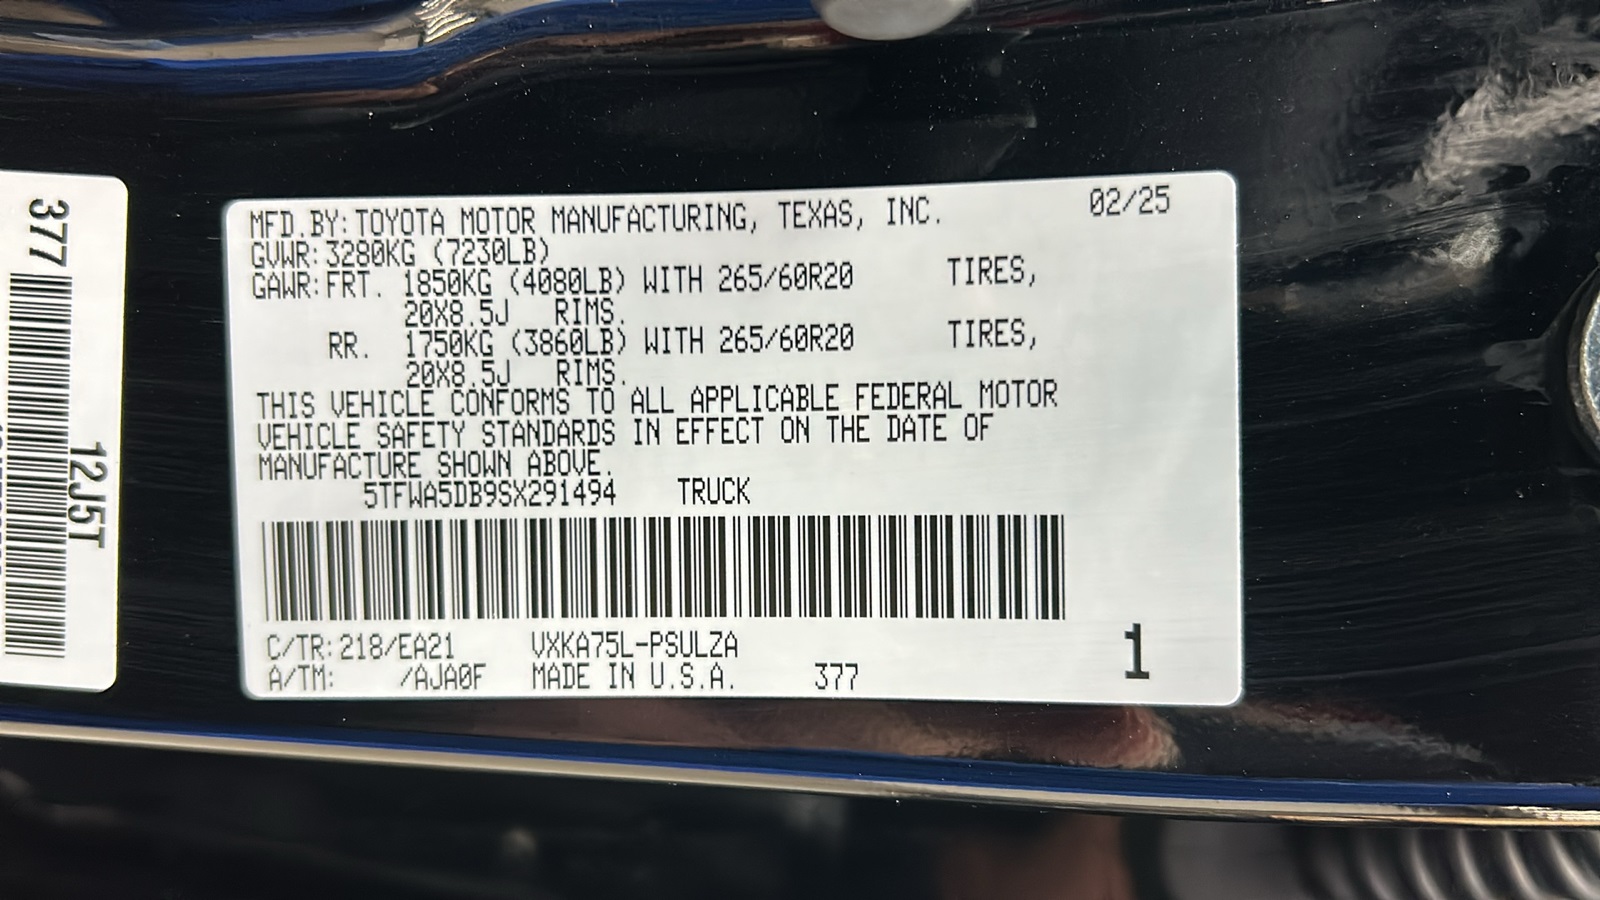 377
12J5T
MFD.BY:TOYOTA MOTOR MANUFACTURING, TEXAS, INC. 02/25
GVWR:3280KG (7230LB)
GAWR:FRT. 1850KG (4080LB) WITH 265/60R20 TIRES,
20X8.5J RIMS.
RR. 1750KG (3860LB) WITH 265/60R20 TIRES,
20X8.5J RIMS.
THIS VEHICLE CONFORMS TO ALL APPLICABLE FEDERAL MOTOR
VEHICLE SAFETY STANDARDS IN EFFECT ON THE DATE OF
MANUFACTURE SHOWN ABOVE.
5TFWA5DB9SX291494 TRUCK
C/TR:218/EA21 VXKA75L-PSULZA
A/TM: /AJA0F MADE IN U.S.A. 377 1